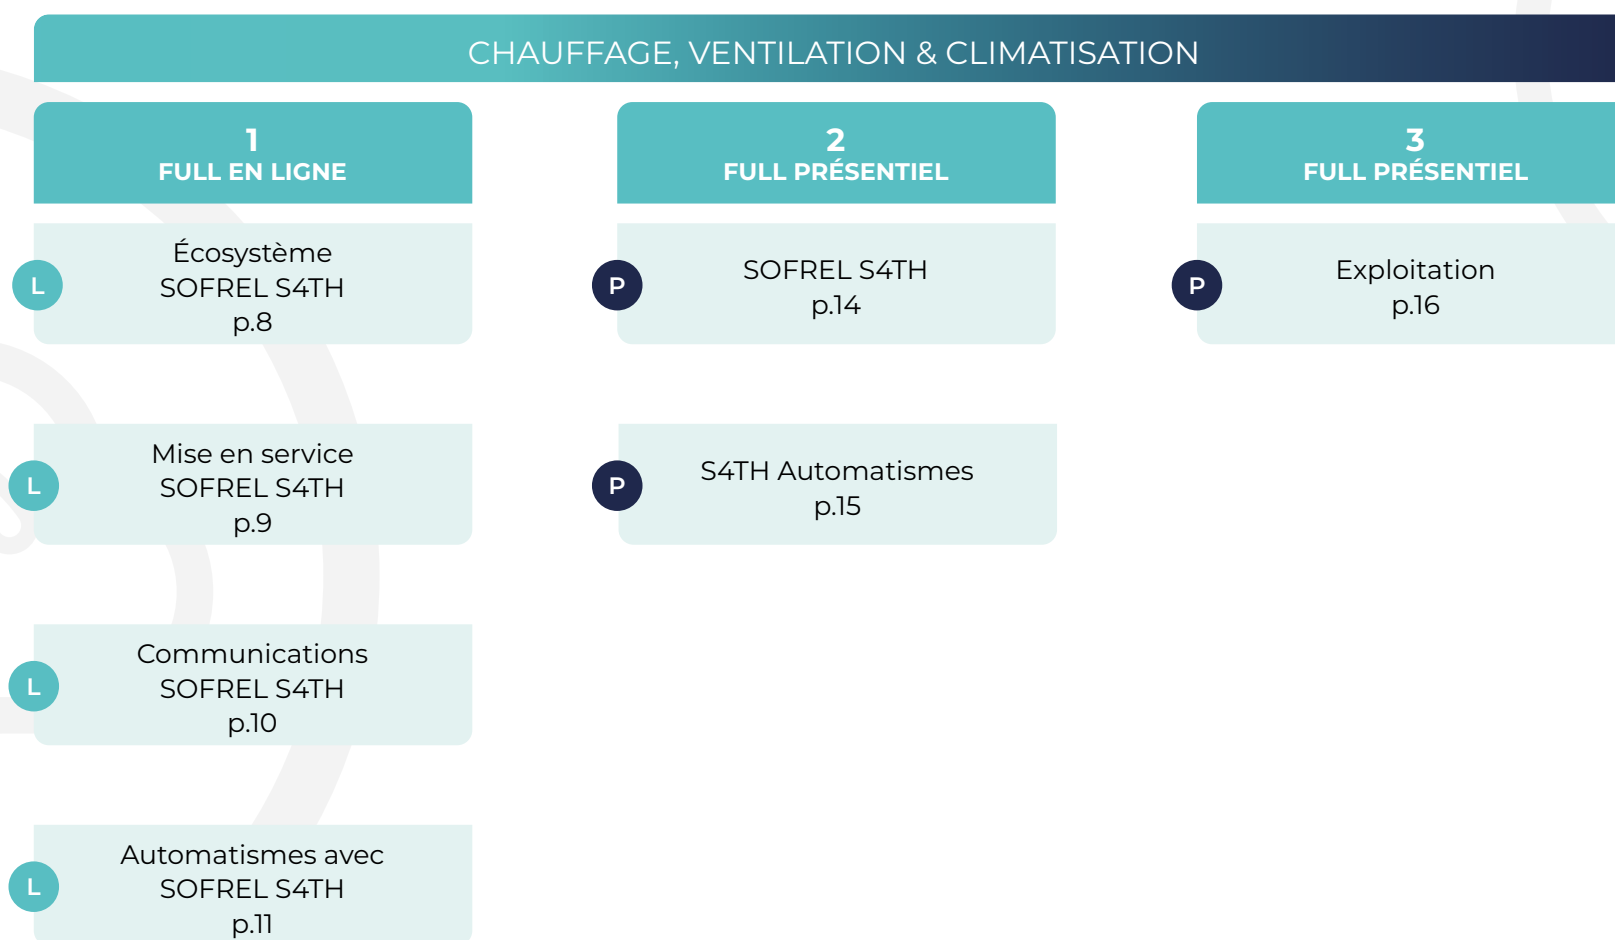 CHAUFFAGE, VENTILATION & CLIMATISATION
1
FULL EN LIGNE
L
Écosystème
SOFREL S4TH
p.8
L
Mise en service
SOFREL S4TH
p.9
L
Communications
SOFREL S4TH
p.10
L
Automatismes avec
SOFREL S4TH
p.11
2
FULL PRÉSENTIEL
P
SOFREL S4TH
p.14
P
S4TH Automatismes
p.15
3
FULL PRÉSENTIEL
P
Exploitation
p.16